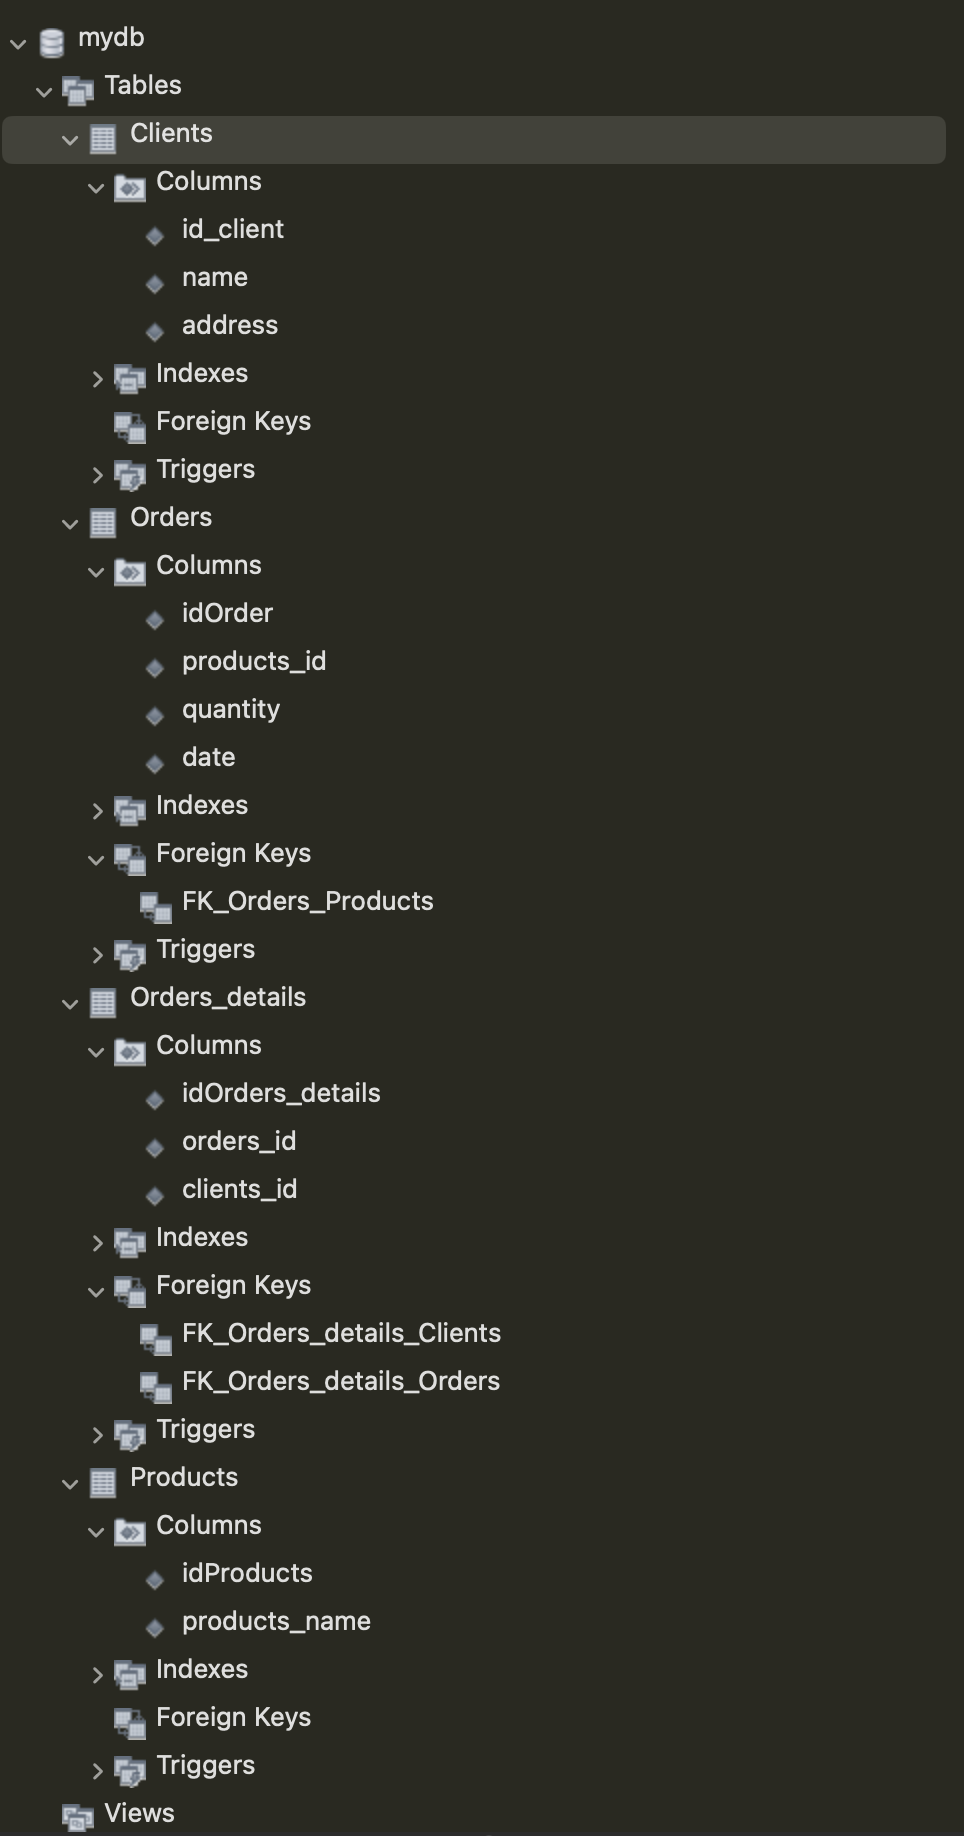 mydb
Tables
Clients
Columns
id_client
name
address
Indexes
Foreign Keys
Triggers
Orders
Columns
idOrder
products_id
quantity
date
Indexes
Foreign Keys
FK_Orders_Products
Triggers
Orders_details
Columns
idOrders_details
orders_id
clients_id
Indexes
Foreign Keys
FK_Orders_details_Clients
FK_Orders_details_Orders
Triggers
Products
Columns
idProducts
products_name
Indexes
Foreign Keys
Triggers
Views